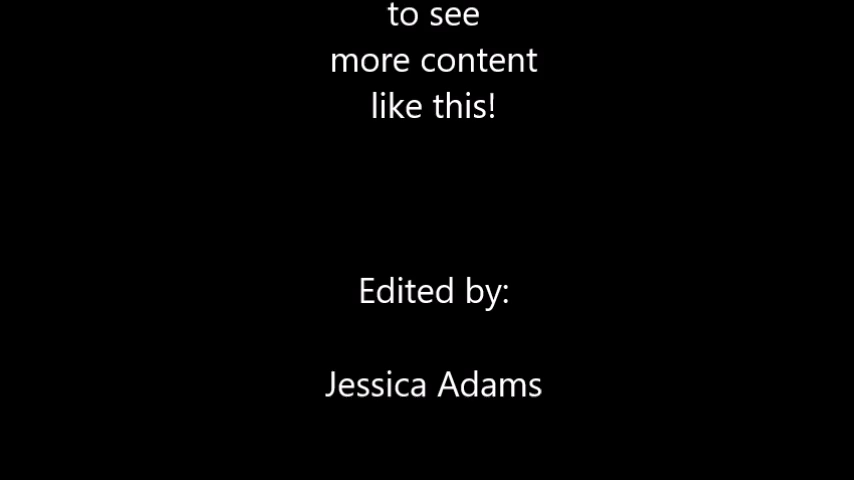 to see
more content
like this!
Edited by:
Jessica Adams